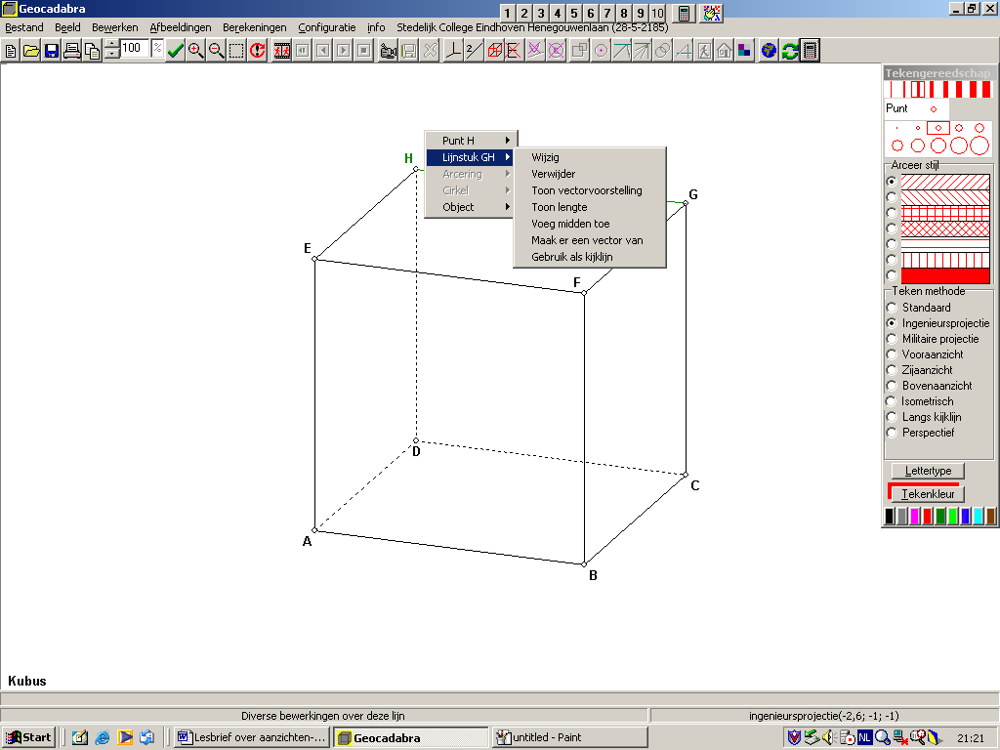 Geocadabra
1 2 3 4 5 6 7 8 9 10
Bestand Beeld Bewerken Afbeeldingen Berekeningen Configuratie Info Stedelijk College Eindhoven Henegouwenlaan (28-5-2185)
100 %
Tekengereedschap
Punt
Arceer stijl
Teken methode
Standaard
Ingenieursprojectie
Militaire projectie
Vooraanzicht
Zijaanzicht
Bovenaanzicht
Isometrisch
Langs kijklijn
Perspectief
Lettertype
Tekenkleur
Punt H
Lijnstuk GH
Arcering
Cirkel
Object
Wijzig
Verwijder
Toon vectorvoorstelling
Toon lengte
Voeg midden toe
Maak er een vector van
Gebruik als kijklijn
H
G
E
F
D
C
A
B
Kubus
Diverse bewerkingen over deze lijn
ingenieursprojectie(-2,6; -1; -1)
Start
Lesbrief over aanzichten-...
Geocadabra
untitled - Paint
NL
21:21